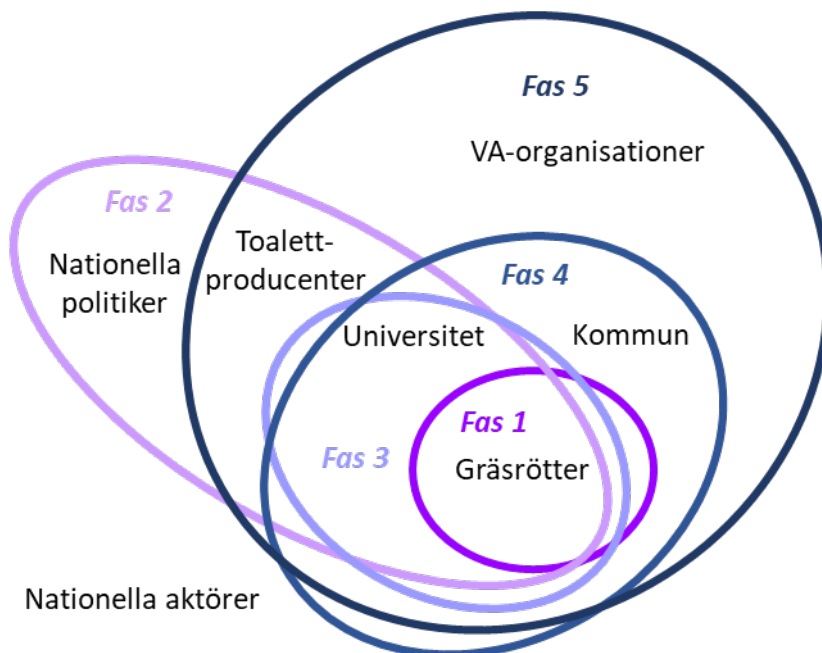 Fas 5
VA-organisationer
Fas 2
Toalett-
producenter
Nationella
politiker
Fas 4
Universitet
Kommun
Fas 1
Fas 3
Gräsrötter
Nationella aktörer